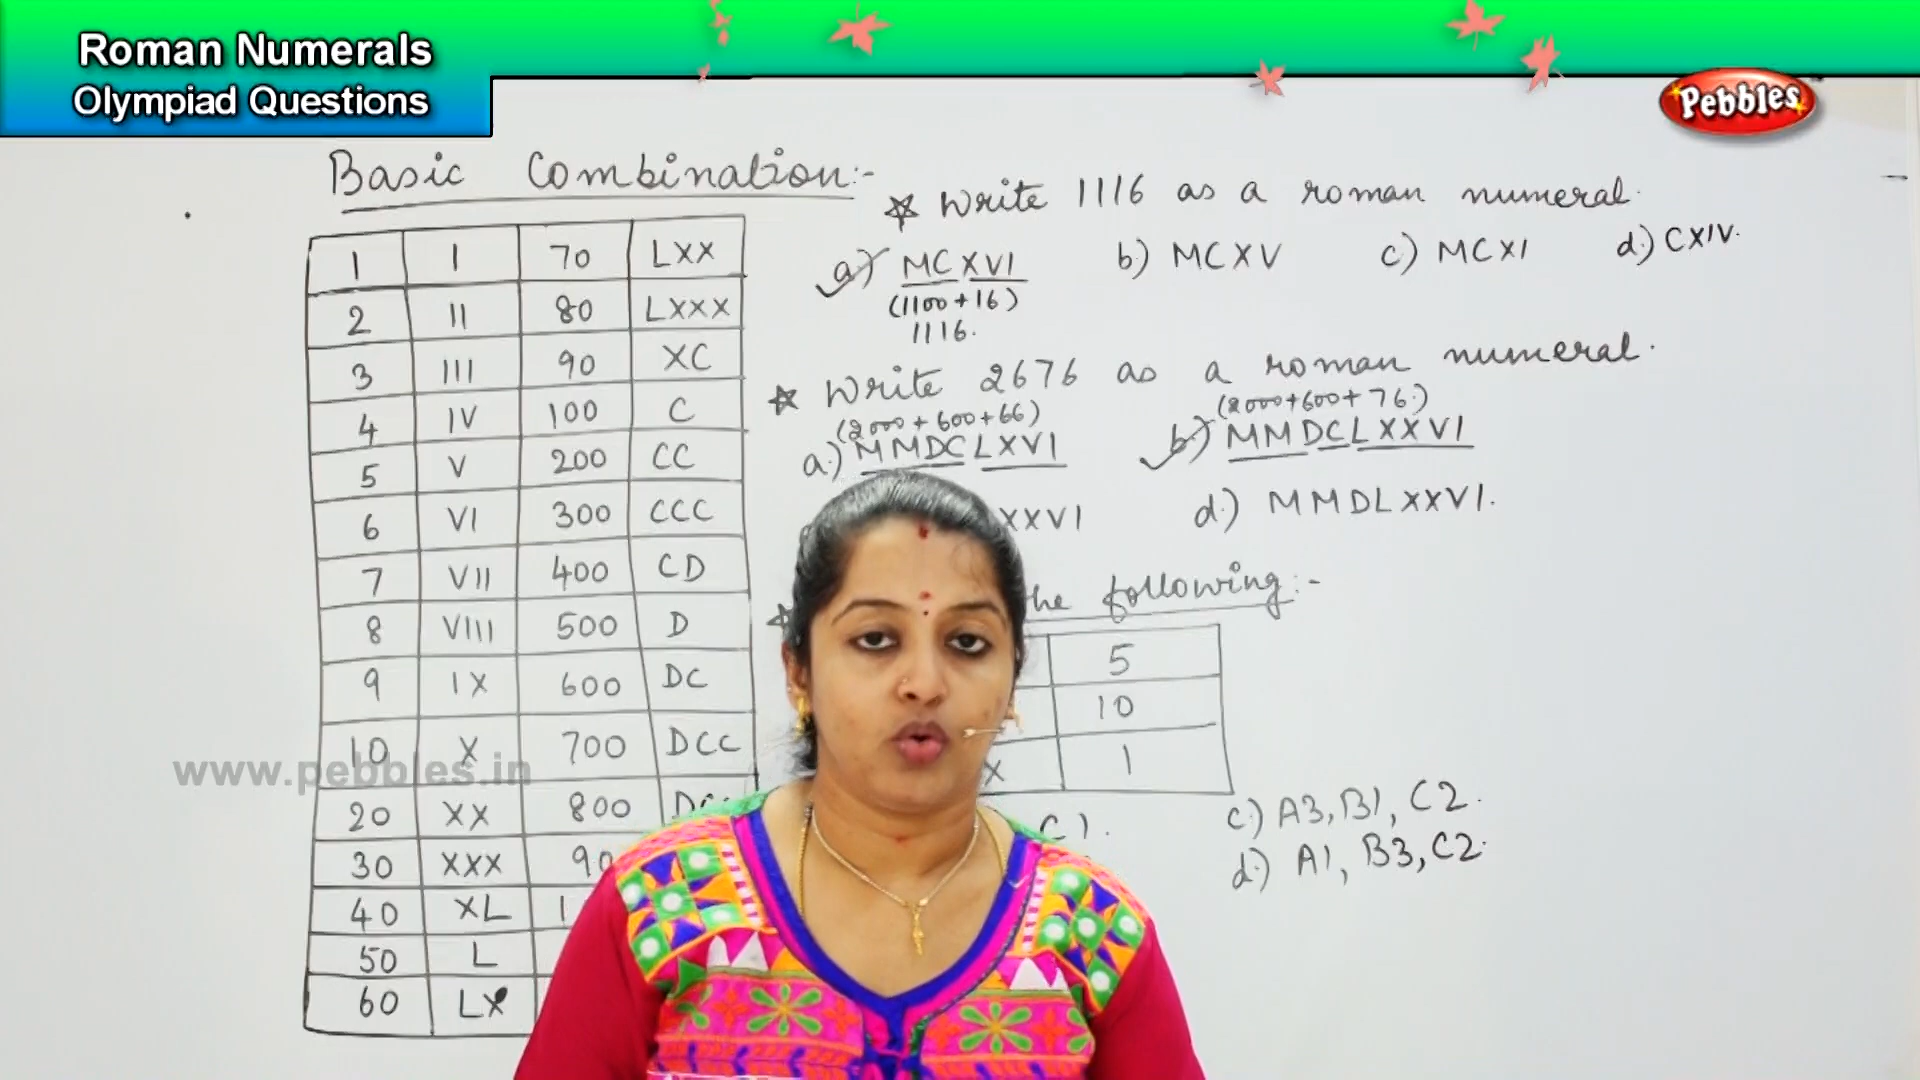 Roman Numerals
Olympiad Questions
Pebbles
Basic Combination:-
1 I 70 LXX
2 II 80 LXXX
3 III 90 XC
4 IV 100 C
5 V 200 CC
6 VI 300 CCC
7 VII 400 CD
8 VIII 500 D
9 IX 600 DC
10 X 700 DCC
20 XX 800
30 XXX
40 XL
50 L
60 LX
Write 1116 as a roman numeral.
a) MCXVI b.) MCXV c.) MCXI d.) CXIV.
(1100+16)
1116.
Write 2676 as a roman numeral.
(2000+600+66) (2000+600+76.)
a.) MMDCLXVI b.) MMDCLXXVI
XXVI d.) MMDLXXVI.
following:-
5
10
X 1
C1. c.) A3, B1, C2.
d.) A1, B3, C2.
www.pebbles.in